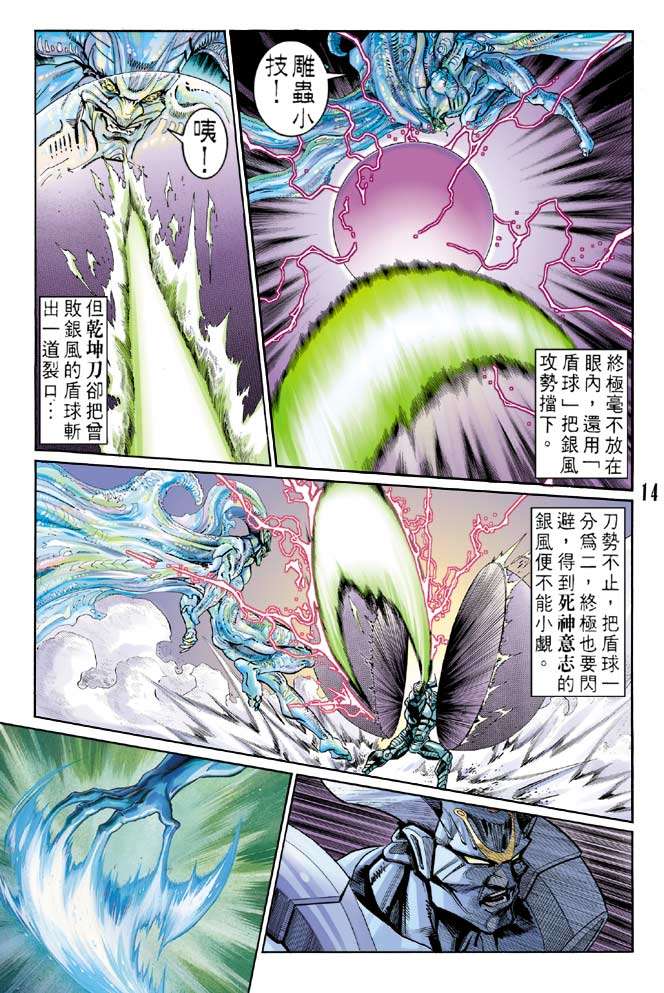 雕蟲小
技！
終極毫不放在
眼內，還用「
盾球」把銀風
攻勢擋下。
咦！
但乾坤刀卻把曾
敗銀風的盾球斬
出一道裂口…
14
刀勢不止，把盾球一
分為二，終極也要閃
避，得到死神意志的
銀風便不能小覷。